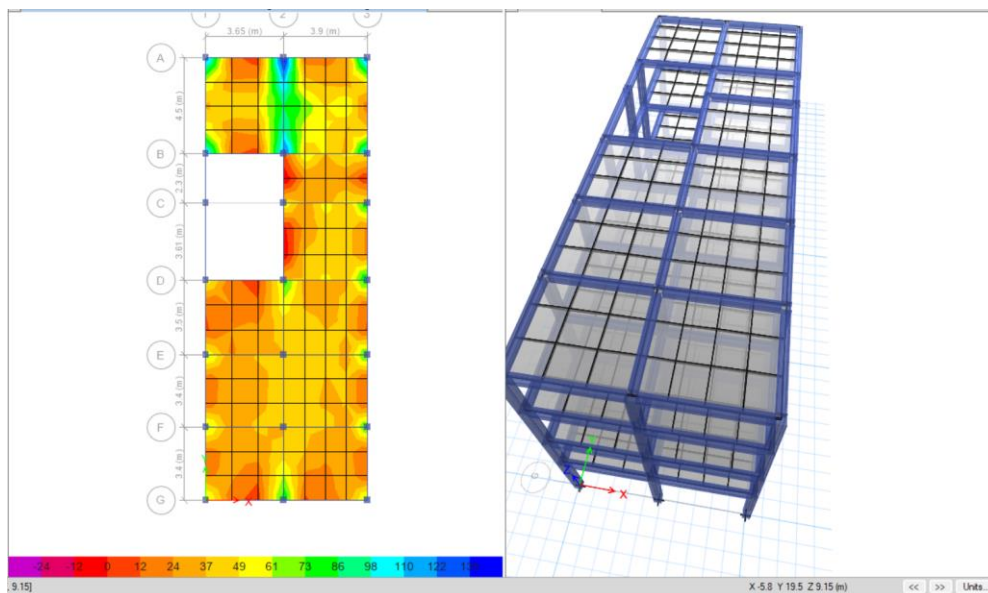 1 2 3
3.65 (m) 3.9 (m)
A
4.5 (m)
B
2.3 (m)
C
3.61 (m)
D
3.5 (m)
E
3.4 (m)
F
3.4 (m)
Y
G
X
Y
Z
X
-24 -12 0 12 24 37 49 61 73 86 98 110 122
9.15]
X -5.8 Y 19.5 Z 9.15 (m) << >> Units...